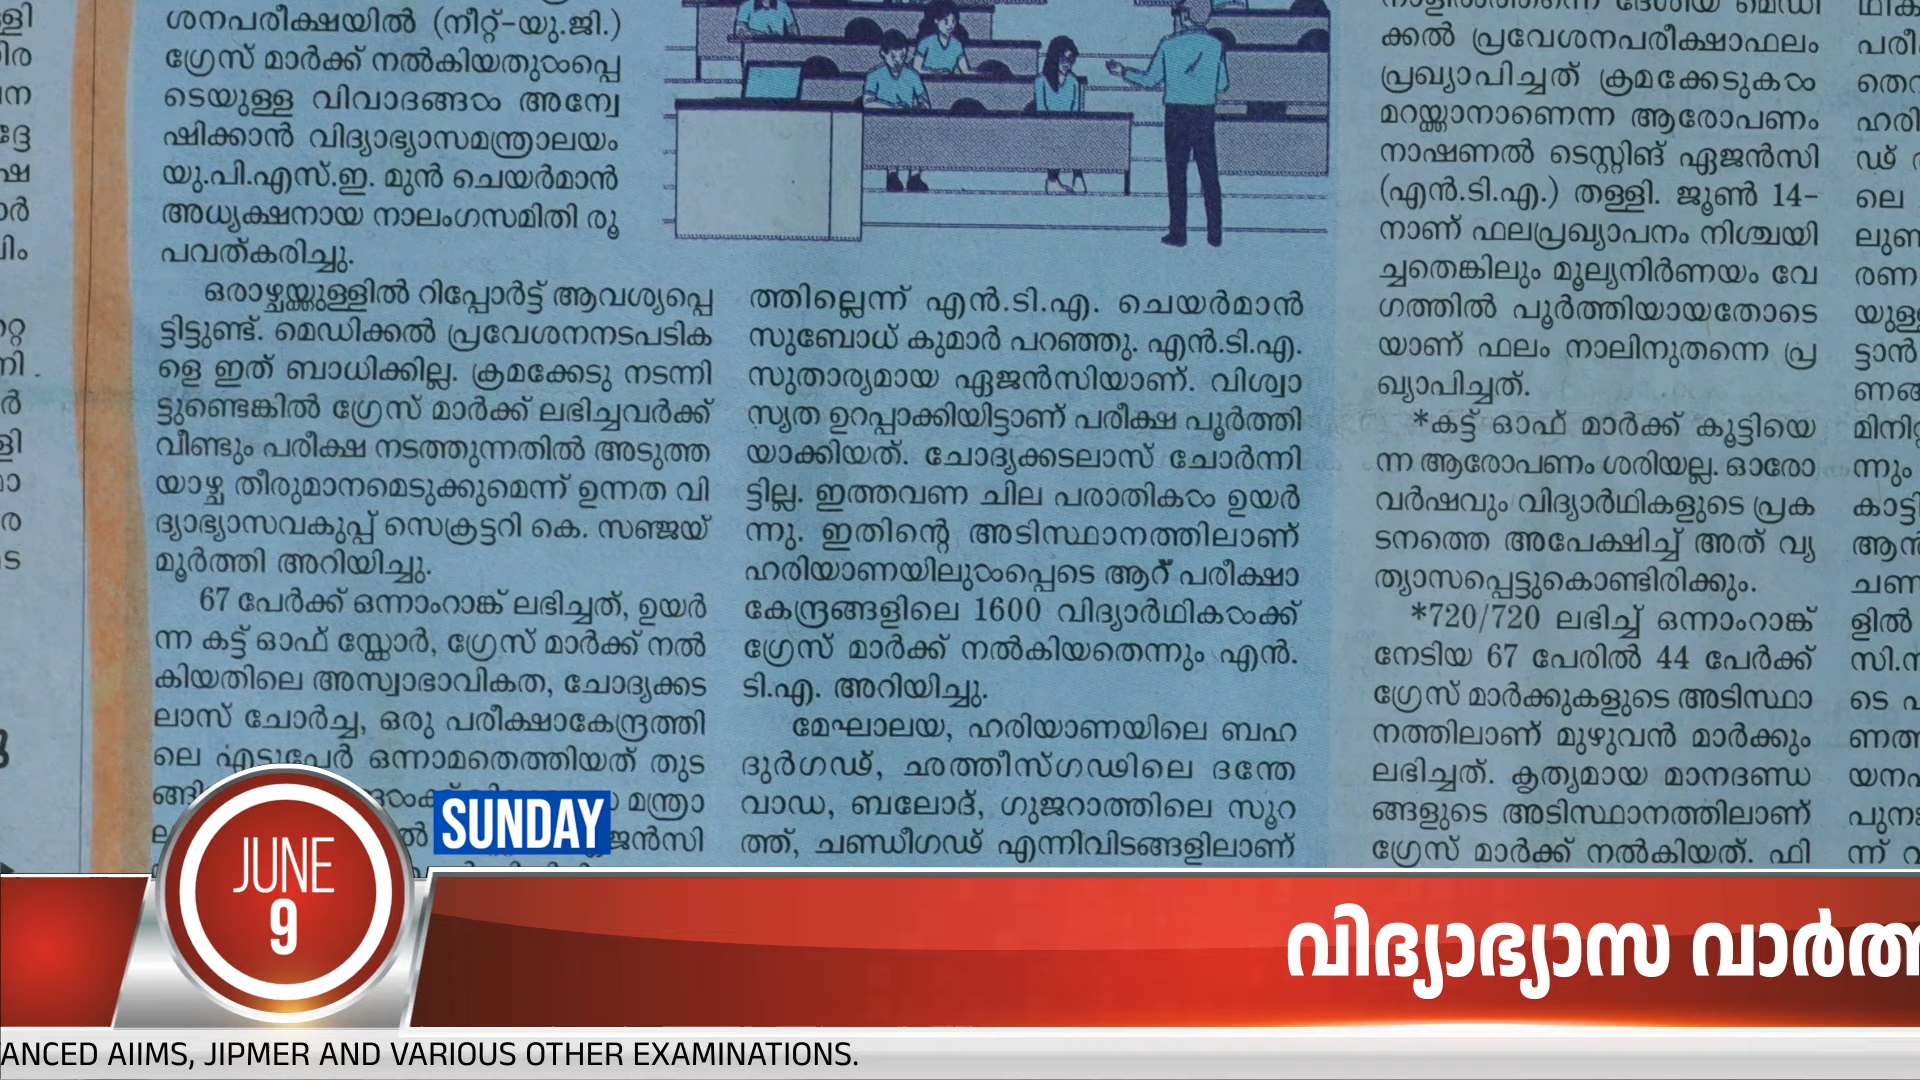 ശനപരീക്ഷയിൽ (നീറ്റ്-യു.ജി.)
ഗ്രേസ് മാർക്ക് നൽകിയതുൾപ്പെ
ടെയുള്ള വിവാദങ്ങൾ അന്വേ
ഷിക്കാൻ വിദ്യാഭ്യാസമന്ത്രാലയം
യു.പി.എസ്.ഇ. മുൻ ചെയർമാൻ
അധ്യക്ഷനായ നാലംഗസമിതി രൂ
പവത്കരിച്ചു.
ഒരാഴ്ചയ്ക്കുള്ളിൽ റിപ്പോർട്ട് ആവശ്യപ്പെ
ട്ടിട്ടുണ്ട്. മെഡിക്കൽ പ്രവേശനനടപടിക
ളെ ഇത് ബാധിക്കില്ല. ക്രമക്കേടു നടന്നി
ട്ടുണ്ടെങ്കിൽ ഗ്രേസ് മാർക്ക് ലഭിച്ചവർക്ക്
വീണ്ടും പരീക്ഷ നടത്തുന്നതിൽ അടുത്ത
യാഴ്ച തീരുമാനമെടുക്കുമെന്ന് ഉന്നത വി
ദ്യാഭ്യാസവകുപ്പ് സെക്രട്ടറി കെ. സഞ്ജയ്
മൂർത്തി അറിയിച്ചു.
67 പേർക്ക് ഒന്നാംറാങ്ക് ലഭിച്ചത്, ഉയർ
ന്ന കട്ട് ഓഫ് സ്കോർ, ഗ്രേസ് മാർക്ക് നൽ
കിയതിലെ അസ്വാഭാവികത, ചോദ്യക്കട
ലാസ് ചോർച്ച, ഒരു പരീക്ഷാകേന്ദ്രത്തി
ലെ എട്ടുപേർ ഒന്നാമതെത്തിയത് തുട
മന്ത്രാ
ജൻസി
ത്തില്ലെന്ന് എൻ.ടി.എ. ചെയർമാൻ
സുബോധ് കുമാർ പറഞ്ഞു. എൻ.ടി.എ.
സുതാര്യമായ ഏജൻസിയാണ്. വിശ്വാ
സ്യത ഉറപ്പാക്കിയിട്ടാണ് പരീക്ഷ പൂർത്തി
യാക്കിയത്. ചോദ്യക്കടലാസ് ചോർന്നി
ട്ടില്ല. ഇത്തവണ ചില പരാതികൾ ഉയർ
ന്നു. ഇതിന്റെ അടിസ്ഥാനത്തിലാണ്
ഹരിയാണയിലുൾപ്പെടെ ആറ് പരീക്ഷാ
കേന്ദ്രങ്ങളിലെ 1600 വിദ്യാർഥികൾക്ക്
ഗ്രേസ് മാർക്ക് നൽകിയതെന്നും എൻ.
ടി.എ. അറിയിച്ചു.
മേഘാലയ, ഹരിയാണയിലെ ബഹ
ദുർഗഢ്, ഛത്തീസ്ഗഢിലെ ദന്തേ
വാഡ, ബലോദ്, ഗുജറാത്തിലെ സൂറ
ത്ത്, ചണ്ഡീഗഢ് എന്നിവിടങ്ങളിലാണ്
നാളിൽത്തന്നെ ദേശീയ മെഡി
ക്കൽ പ്രവേശനപരീക്ഷാഫലം
പ്രഖ്യാപിച്ചത് ക്രമക്കേടുകൾ
മറയ്ക്കാനാണെന്ന ആരോപണം
നാഷണൽ ടെസ്റ്റിങ് ഏജൻസി
(എൻ.ടി.എ.) തള്ളി. ജൂൺ 14-
നാണ് ഫലപ്രഖ്യാപനം നിശ്ചയി
ച്ചതെങ്കിലും മൂല്യനിർണയം വേ
ഗത്തിൽ പൂർത്തിയായതോടെ
യാണ് ഫലം നാലിനുതന്നെ പ്ര
ഖ്യാപിച്ചത്.
*കട്ട് ഓഫ് മാർക്ക് കൂട്ടിയെ
ന്ന ആരോപണം ശരിയല്ല. ഓരോ
വർഷവും വിദ്യാർഥികളുടെ പ്രക
ടനത്തെ അപേക്ഷിച്ച് അത് വ്യ
ത്യാസപ്പെട്ടുകൊണ്ടിരിക്കും.
*720/720 ലഭിച്ച് ഒന്നാംറാങ്ക്
നേടിയ 67 പേരിൽ 44 പേർക്ക്
ഗ്രേസ് മാർക്കുകളുടെ അടിസ്ഥാ
നത്തിലാണ് മുഴുവൻ മാർക്കും
ലഭിച്ചത്. കൃത്യമായ മാനദണ്ഡ
ങ്ങളുടെ അടിസ്ഥാനത്തിലാണ്
ഗ്രേസ് മാർക്ക് നൽകിയത്. ഫി
SUNDAY
JUNE
9
വിദ്യാഭ്യാസ വാർത്ത
ANCED AIIMS, JIPMER AND VARIOUS OTHER EXAMINATIONS.